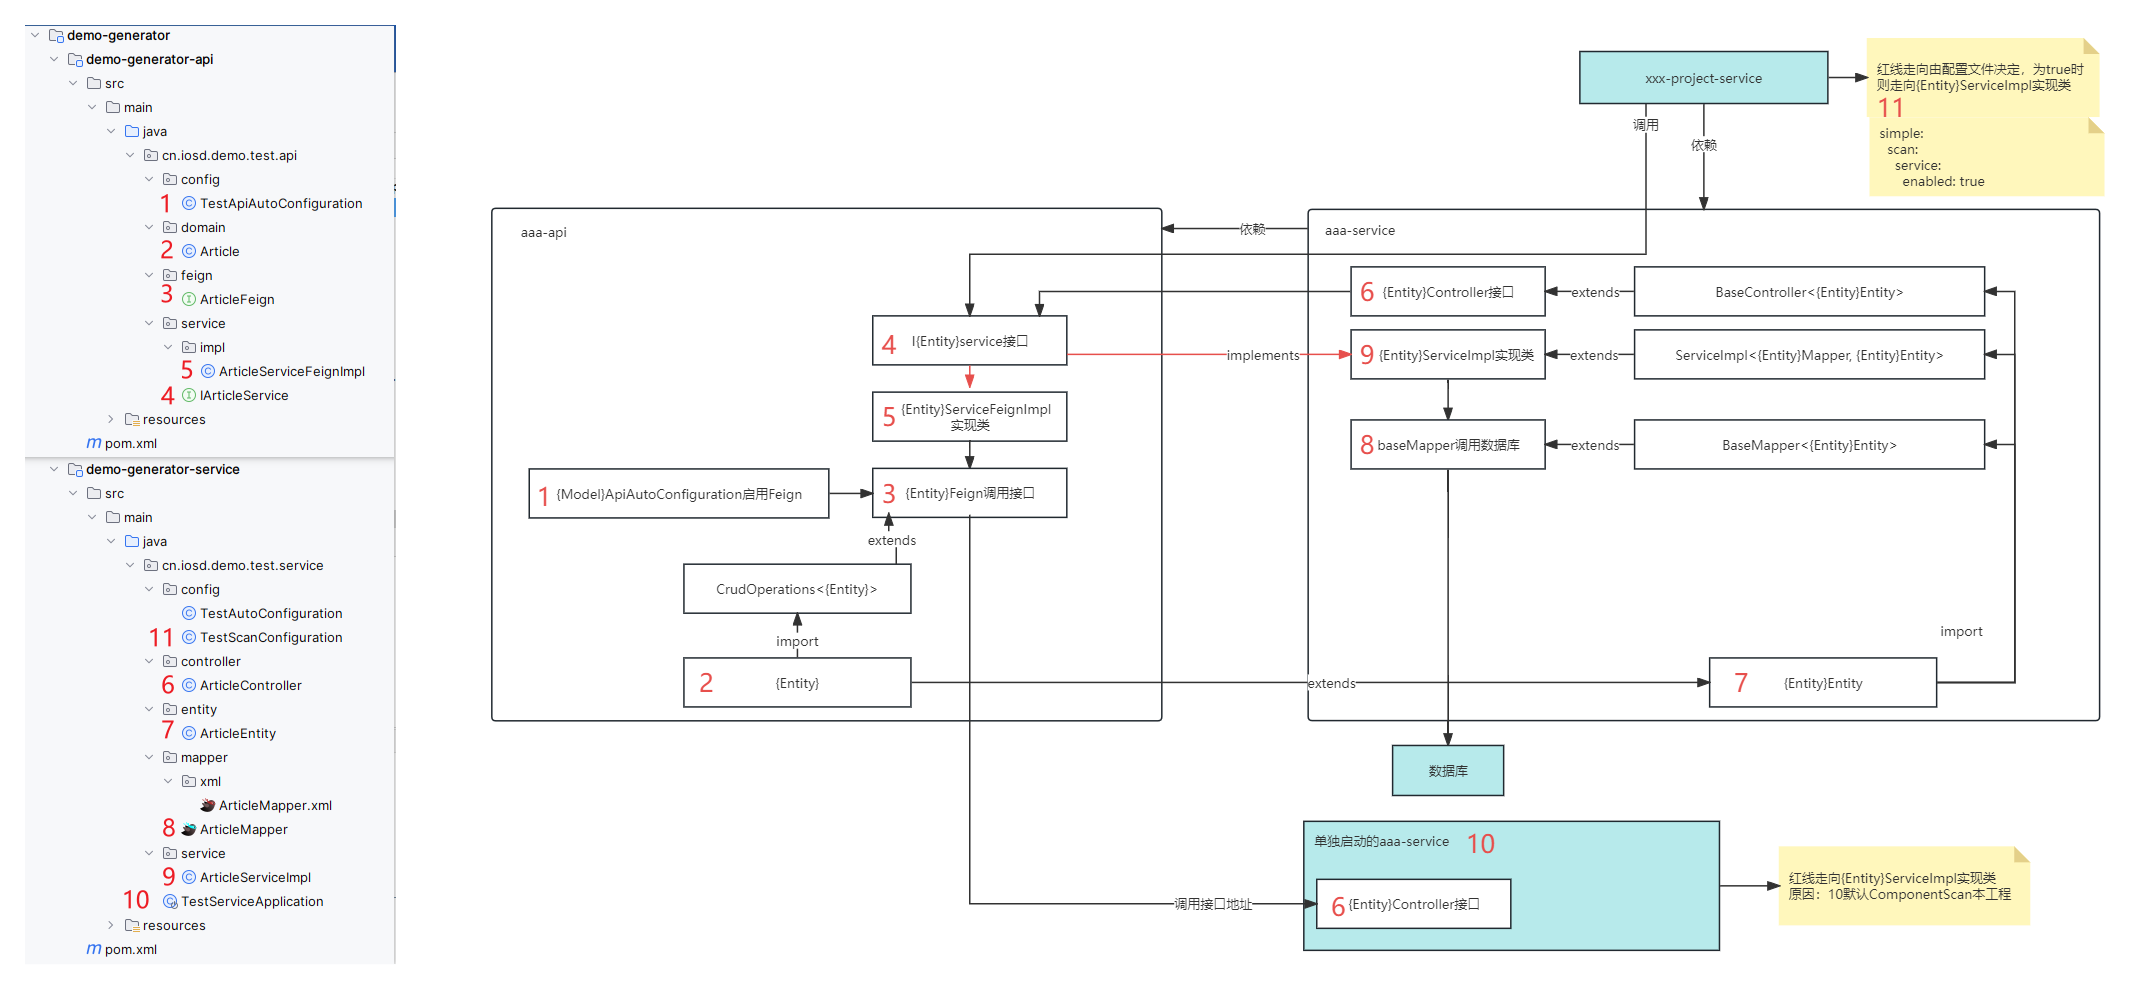 demo-generator
demo-generator-api
src
main
java
cn.iosd.demo.test.api
config
1 TestApiAutoConfiguration
domain
2 Article
feign
3 ArticleFeign
service
impl
5 ArticleServiceFeignImpl
4 IArticleService
resources
pom.xml
demo-generator-service
src
main
java
cn.iosd.demo.test.service
config
TestAutoConfiguration
11 TestScanConfiguration
controller
6 ArticleController
entity
7 ArticleEntity
mapper
xml
ArticleMapper.xml
8 ArticleMapper
service
9 ArticleServiceImpl
10 TestServiceApplication
resources
pom.xml
xxx-project-service
红线走向由配置文件决定，为true时
则走向{Entity}ServiceImpl实现类
11
simple:
scan:
service:
enabled: true
调用
依赖
aaa-api
依赖
aaa-service
6 {Entity}Controller接口
extends
BaseController<{Entity}Entity>
4 I{Entity}service接口
implements
9 {Entity}ServiceImpl实现类
extends
ServiceImpl<{Entity}Mapper, {Entity}Entity>
5 {Entity}ServiceFeignImpl
实现类
8 baseMapper调用数据库
extends
BaseMapper<{Entity}Entity>
1 {Model}ApiAutoConfiguration启用Feign
3 {Entity}Feign调用接口
extends
CrudOperations<{Entity}>
import
import
2 {Entity}
extends
7 {Entity}Entity
数据库
单独启动的aaa-service 10
调用接口地址
6 {Entity}Controller接口
红线走向{Entity}ServiceImpl实现类
原因：10默认ComponentScan本工程